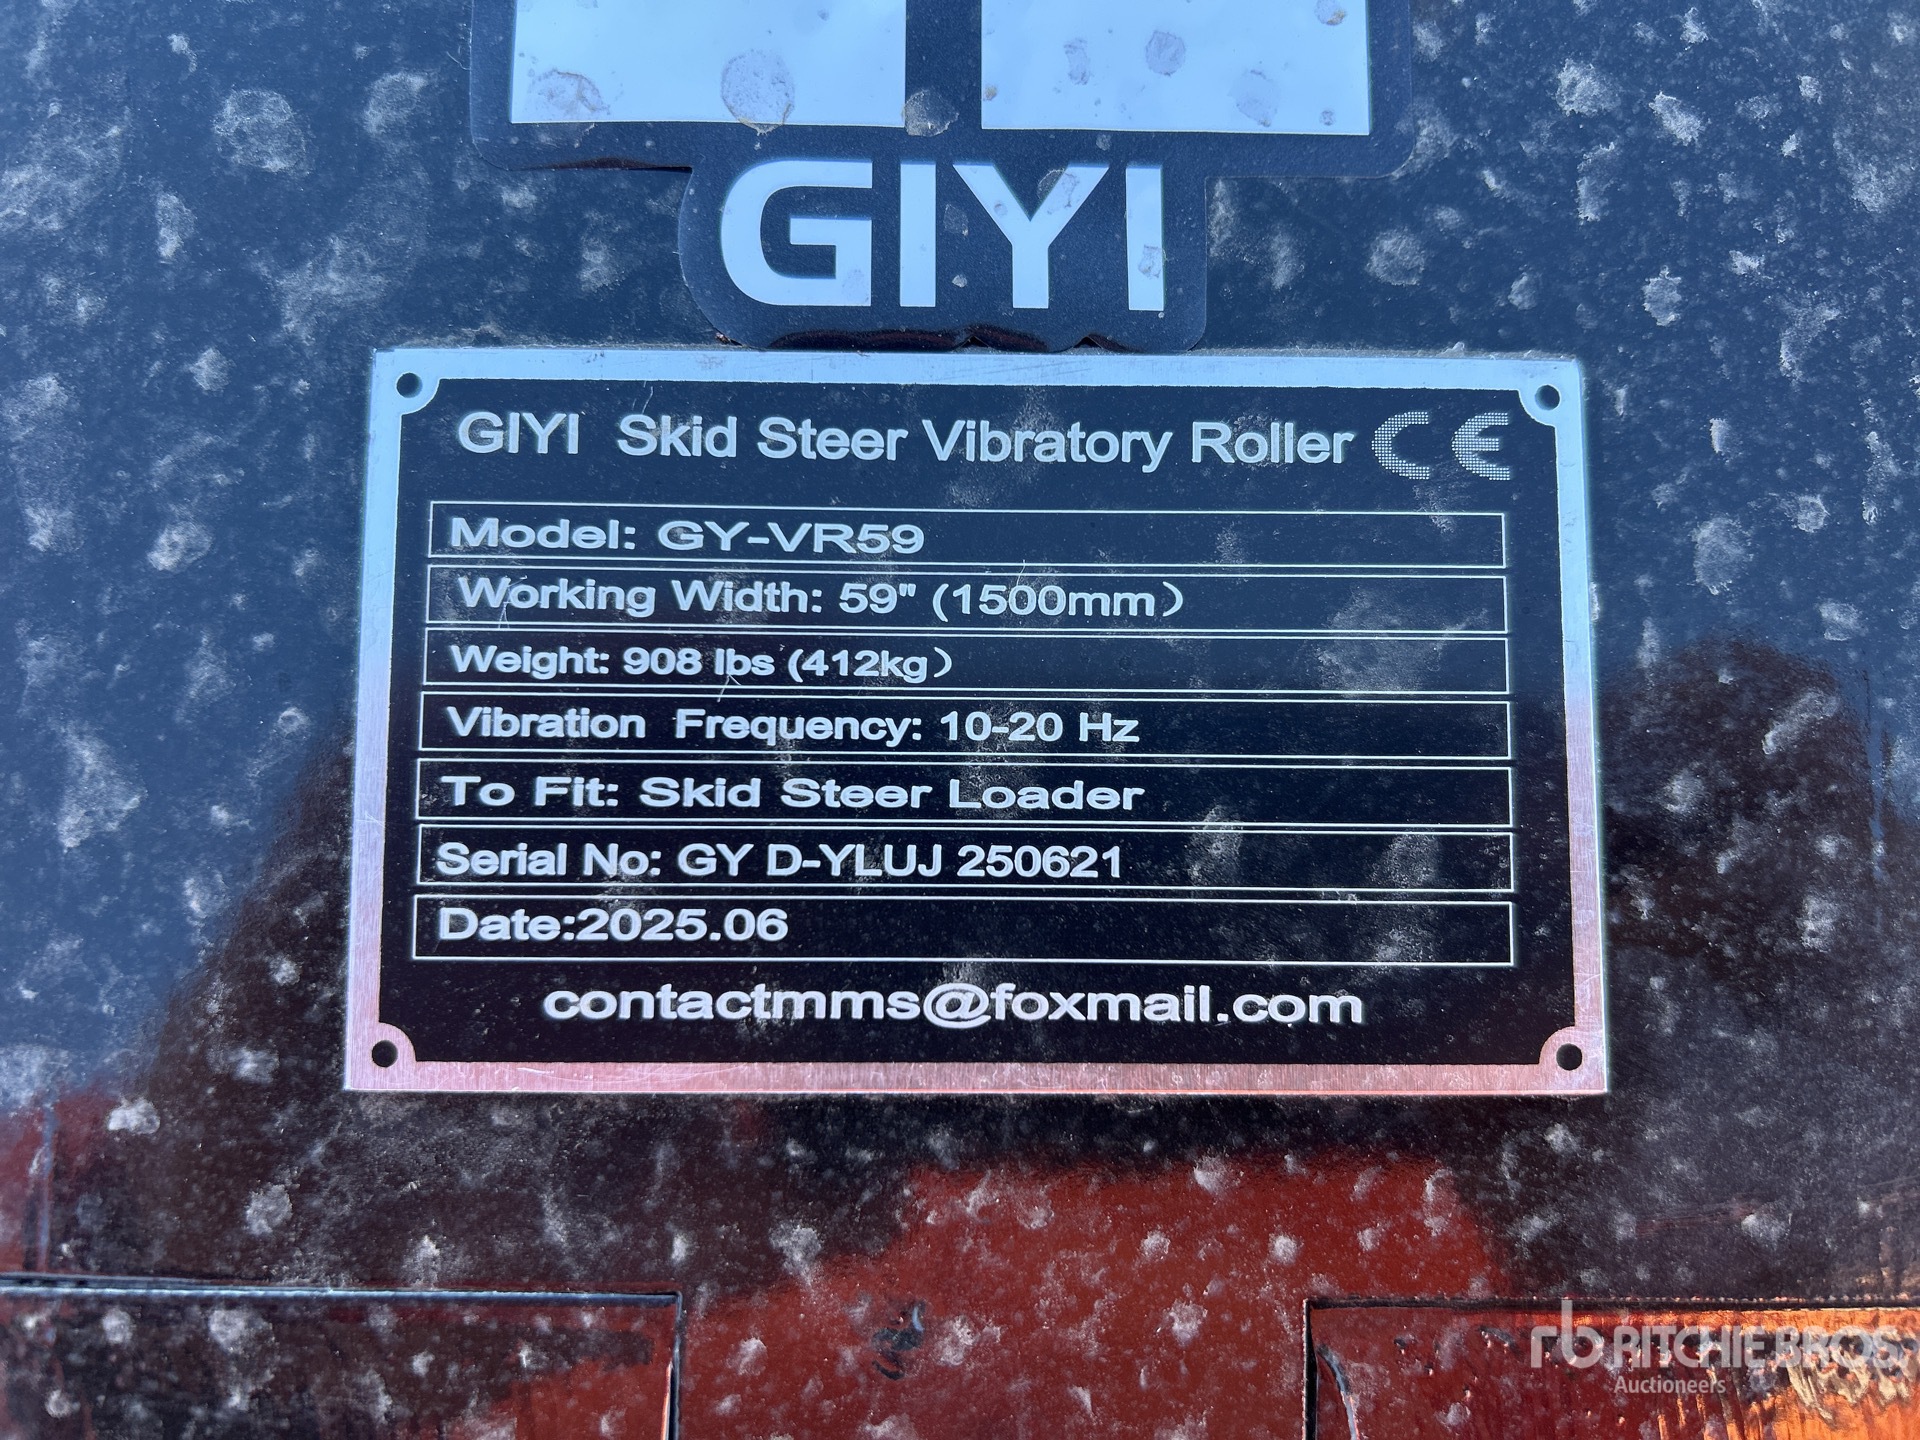 GIYI
GIYI Skid Steer Vibratory Roller CE
Model: GY-VR59
Working Width: 59" (1500mm）
Weight: 908 lbs (412kg）
Vibration Frequency: 10-20 Hz
To Fit: Skid Steer Loader
Serial No: GY D-YLUJ 250621
Date:2025.06
contactmms@foxmail.com
rb RITCHIE BROS
Auctioneers